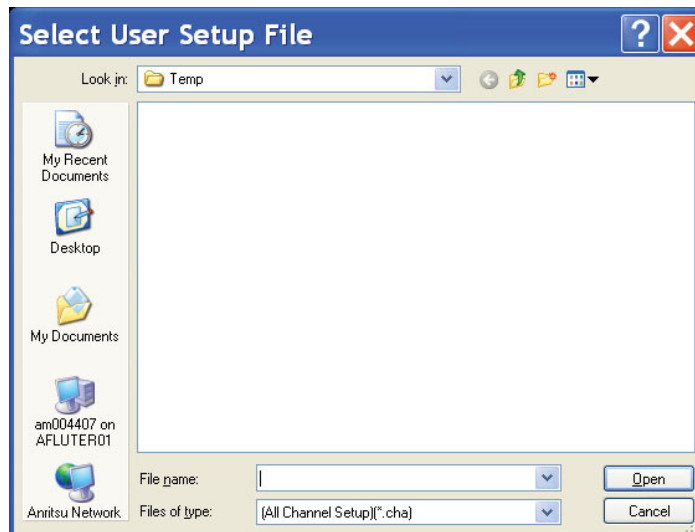 Select User Setup File
Look in:
Temp
My Recent
Documents
Desktop
My Documents
am004407 on
AFLUTER01
Anritsu Network
File name:
Open
Files of type:
(All Channel Setup)(*.cha)
Cancel